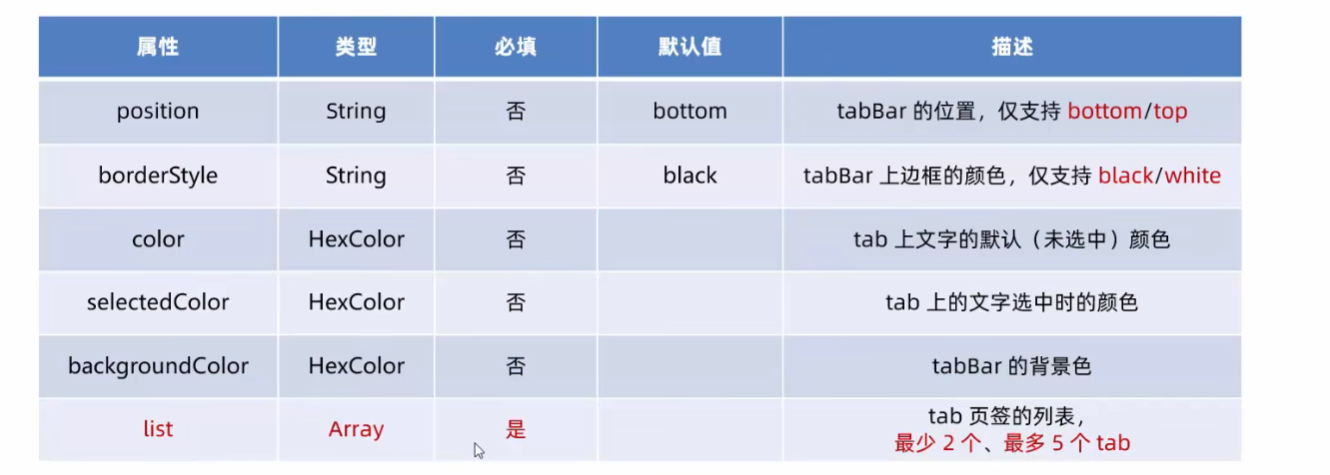 属性 类型 必填 默认值 描述
position String 否 bottom tabBar 的位置，仅支持 bottom/top
borderStyle String 否 black tabBar 上边框的颜色，仅支持 black/white
color HexColor 否 tab 上文字的默认（未选中）颜色
selectedColor HexColor 否 tab 上的文字选中时的颜色
backgroundColor HexColor 否 tabBar 的背景色
list Array 是 tab 页签的列表，
最少 2 个、最多 5 个 tab